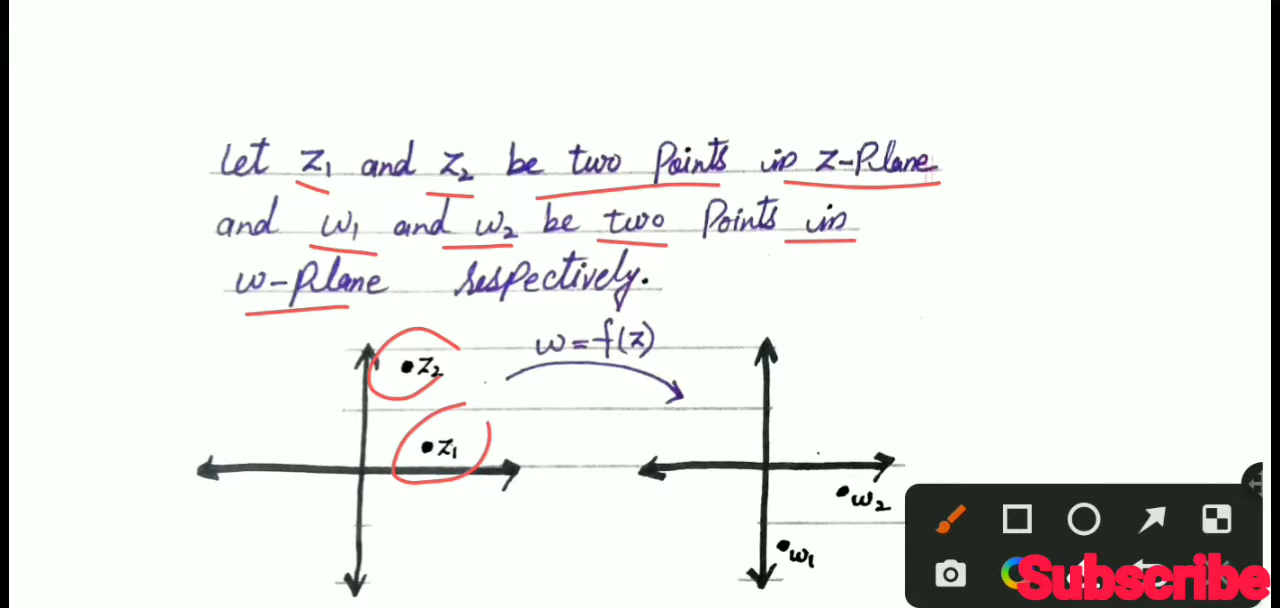 Let z₁ and z₂ be two Points in z-Plane
and w₁ and w₂ be two Points in
w-Plane respectively.
w=f(z)
z₂
z₁
w₂
w₁
Subscribe